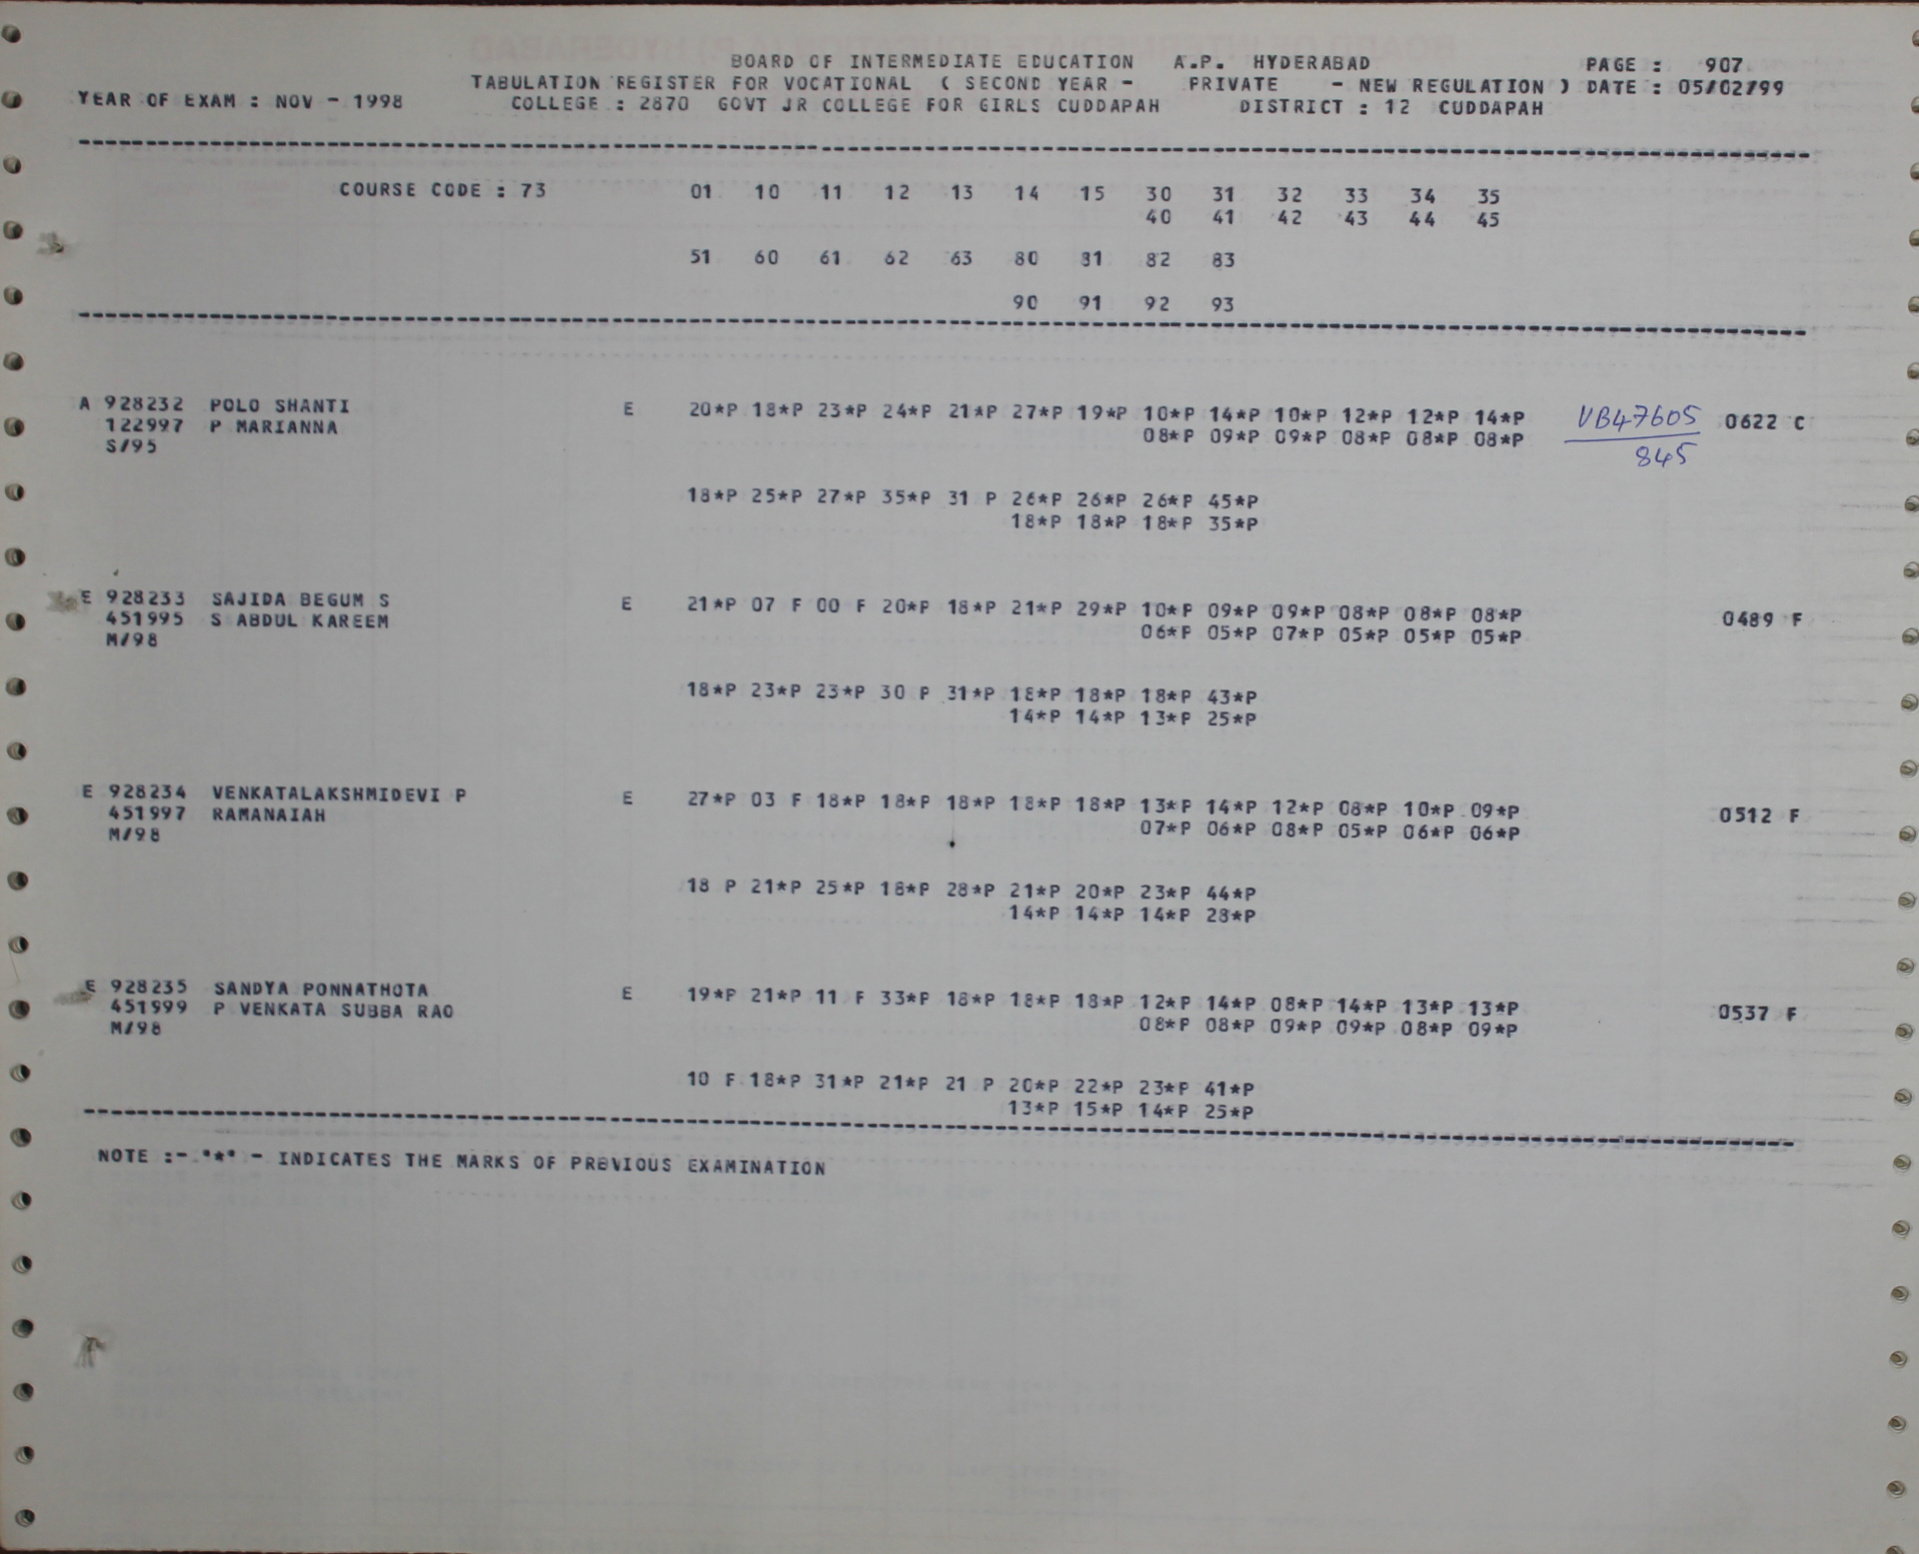 BOARD OF INTERMEDIATE EDUCATION A.P. HYDERABAD PAGE : 907
TABULATION REGISTER FOR VOCATIONAL ( SECOND YEAR - PRIVATE - NEW REGULATION ) DATE : 05/02/99
YEAR OF EXAM : NOV - 1998 COLLEGE : 2870 GOVT JR COLLEGE FOR GIRLS CUDDAPAH DISTRICT : 12 CUDDAPAH
COURSE CODE : 73 01 10 11 12 13 14 15 30 31 32 33 34 35
40 41 42 43 44 45
51 60 61 62 63 80 81 82 83
90 91 92 93
A 928232 POLO SHANTI E 20*P 18*P 23*P 24*P 21*P 27*P 19*P 10*P 14*P 10*P 12*P 12*P 14*P VB47605 0622 C
122997 P MARIANNA 08*P 09*P 09*P 08*P 08*P 08*P 845
S/95
18*P 25*P 27*P 35*P 31 P 26*P 26*P 26*P 45*P
18*P 18*P 18*P 35*P
E 928233 SAJIDA BEGUM S E 21*P 07 F 00 F 20*P 18*P 21*P 29*P 10*P 09*P 09*P 08*P 08*P 08*P 0489 F
451995 S ABDUL KAREEM 06*P 05*P 07*P 05*P 05*P 05*P
M/98
18*P 23*P 23*P 30 P 31*P 18*P 18*P 18*P 43*P
14*P 14*P 13*P 25*P
E 928234 VENKATALAKSHMIDEVI P E 27*P 03 F 18*P 18*P 18*P 18*P 18*P 13*P 14*P 12*P 08*P 10*P 09*P 0512 F
451997 RAMANAIAH 07*P 06*P 08*P 05*P 06*P 06*P
M/98
18 P 21*P 25*P 18*P 28*P 21*P 20*P 23*P 44*P
14*P 14*P 14*P 28*P
E 928235 SANDYA PONNATHOTA E 19*P 21*P 11 F 33*P 18*P 18*P 18*P 12*P 14*P 08*P 14*P 13*P 13*P 0537 F
451999 P VENKATA SUBBA RAO 08*P 08*P 09*P 09*P 08*P 09*P
M/98
10 F 18*P 31*P 21*P 21 P 20*P 22*P 23*P 41*P
13*P 15*P 14*P 25*P
NOTE :- "*" - INDICATES THE MARKS OF PREVIOUS EXAMINATION